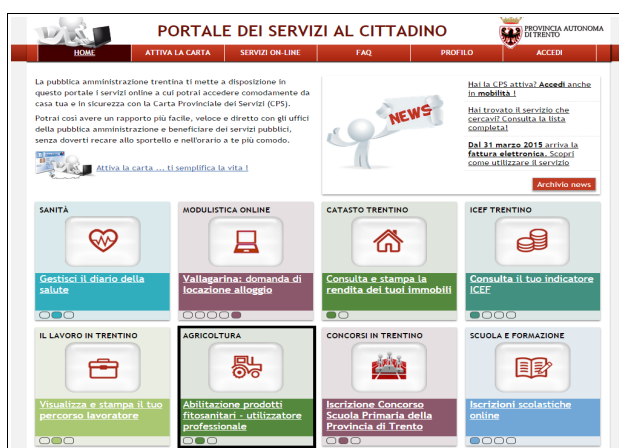 PORTALE DEI SERVIZI AL CITTADINO
PROVINCIA AUTONOMA
DI TRENTO
HOME ATTIVA LA CARTA SERVIZI ON-LINE FAQ PROFILO ACCEDI
La pubblica amministrazione trentina ti mette a disposizione in
questo portale i servizi online a cui potrai accedere comodamente da
casa tua e in sicurezza con la Carta Provinciale dei Servizi (CPS).
Potrai così avere un rapporto più facile, veloce e diretto con gli uffici
della pubblica amministrazione e beneficiare dei servizi pubblici,
senza doverti recare allo sportello e nell'orario a te più comodo.
Attiva la carta ... ti semplifica la vita !
NEWS
Hai la CPS attiva? Accedi anche
in mobilità !
Hai trovato il servizio che
cercavi? Consulta la lista
completa!
Dal 31 marzo 2015 arriva la
fattura elettronica. Scopri
come utilizzare il servizio
Archivio news
SANITÀ
Gestisci il diario della
salute
MODULISTICA ONLINE
Vallagarina: domanda di
locazione alloggio
CATASTO TRENTINO
Consulta e stampa la
rendita dei tuoi immobili
ICEF TRENTINO
Consulta il tuo indicatore
ICEF
IL LAVORO IN TRENTINO
Visualizza e stampa il tuo
percorso lavoratore
AGRICOLTURA
Abilitazione prodotti
fitosanitari - utilizzatore
professionale
CONCORSI IN TRENTINO
Iscrizione Concorso
Scuola Primaria della
Provincia di Trento
SCUOLA E FORMAZIONE
Iscrizioni scolastiche
online